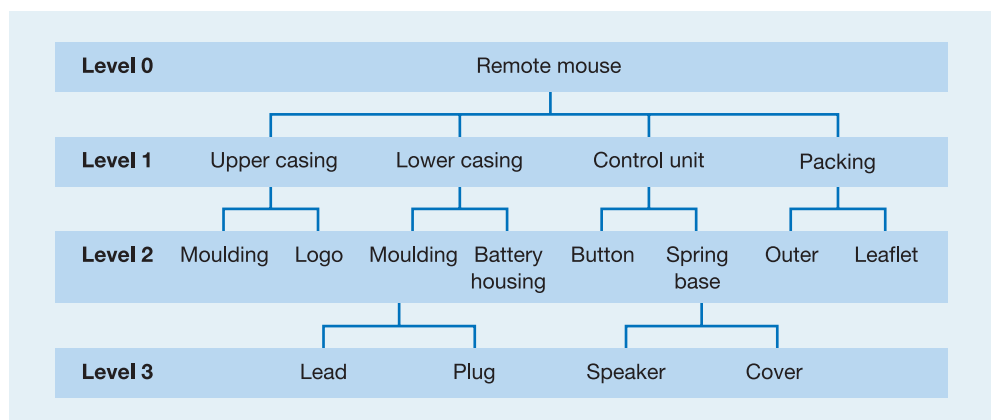 Level 0 Remote mouse
Level 1 Upper casing Lower casing Control unit Packing
Level 2 Moulding Logo Moulding Battery housing Button Spring base Outer Leaflet
Level 3 Lead Plug Speaker Cover